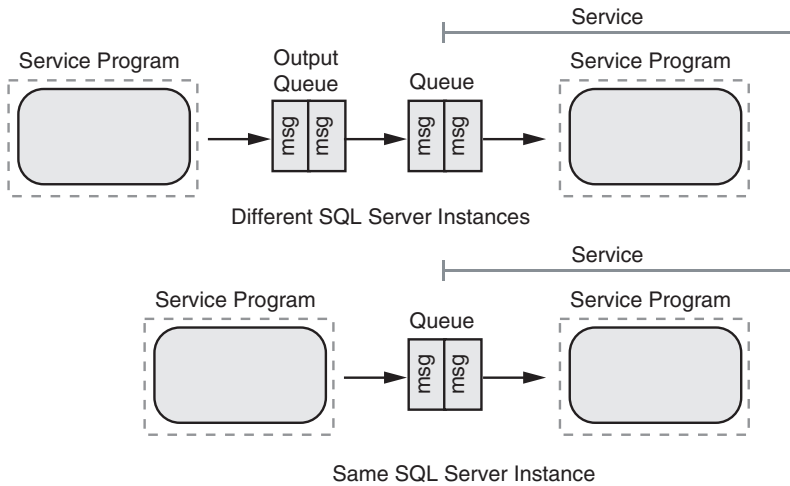 Service
Service Program
Output
Queue
Queue
Service Program
msg
msg
msg
msg
Different SQL Server Instances
Service
Service Program
Queue
Service Program
msg
msg
Same SQL Server Instance